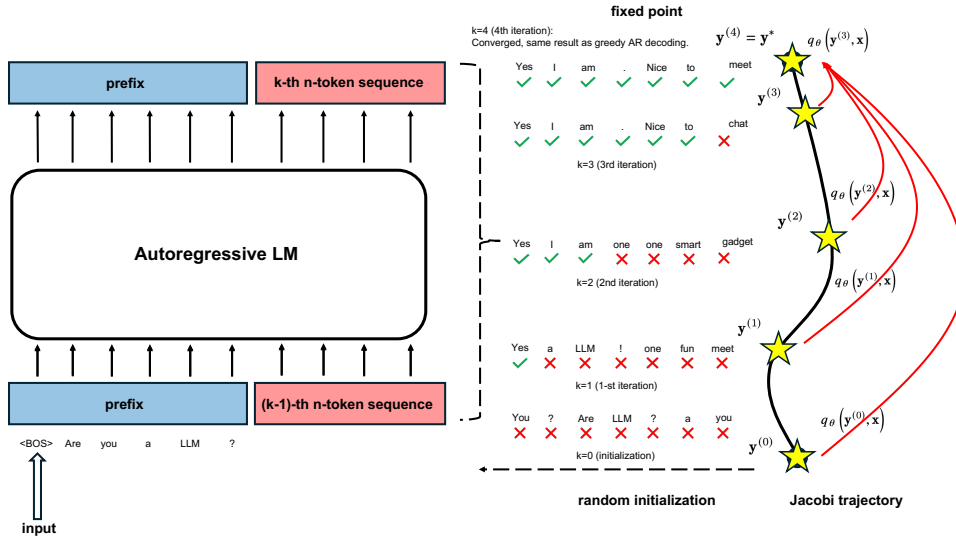 fixed point
k=4 (4th iteration):
Converged, same result as greedy AR decoding.
y^(4) = y*
q_θ (y^(3), x)
Yes I am . Nice to meet
prefix
k-th n-token sequence
y^(3)
Yes I am . Nice to chat
k=3 (3rd iteration)
q_θ (y^(2), x)
y^(2)
Autoregressive LM
Yes I am one one smart gadget
k=2 (2nd iteration)
q_θ (y^(1), x)
y^(1)
Yes a LLM ! one fun meet
k=1 (1-st iteration)
prefix
(k-1)-th n-token sequence
You ? Are LLM ? a you
q_θ (y^(0), x)
y^(0)
<BOS> Are you a LLM ?
k=0 (initialization)
random initialization
Jacobi trajectory
input